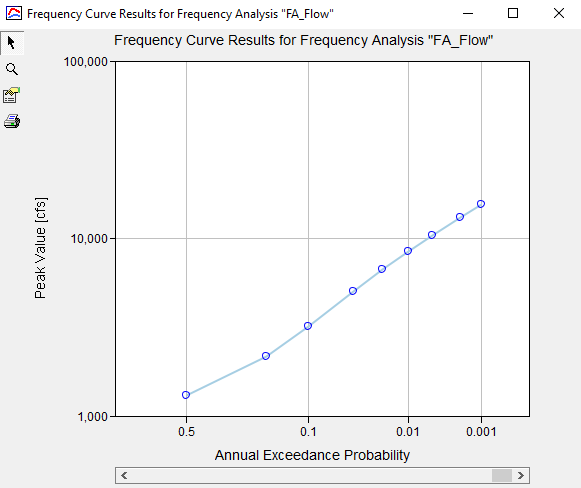 Frequency Curve Results for Frequency Analysis "FA_Flow"
Frequency Curve Results for Frequency Analysis "FA_Flow"
100,000
10,000
1,000
Peak Value [cfs]
0.5 0.1 0.01 0.001
Annual Exceedance Probability